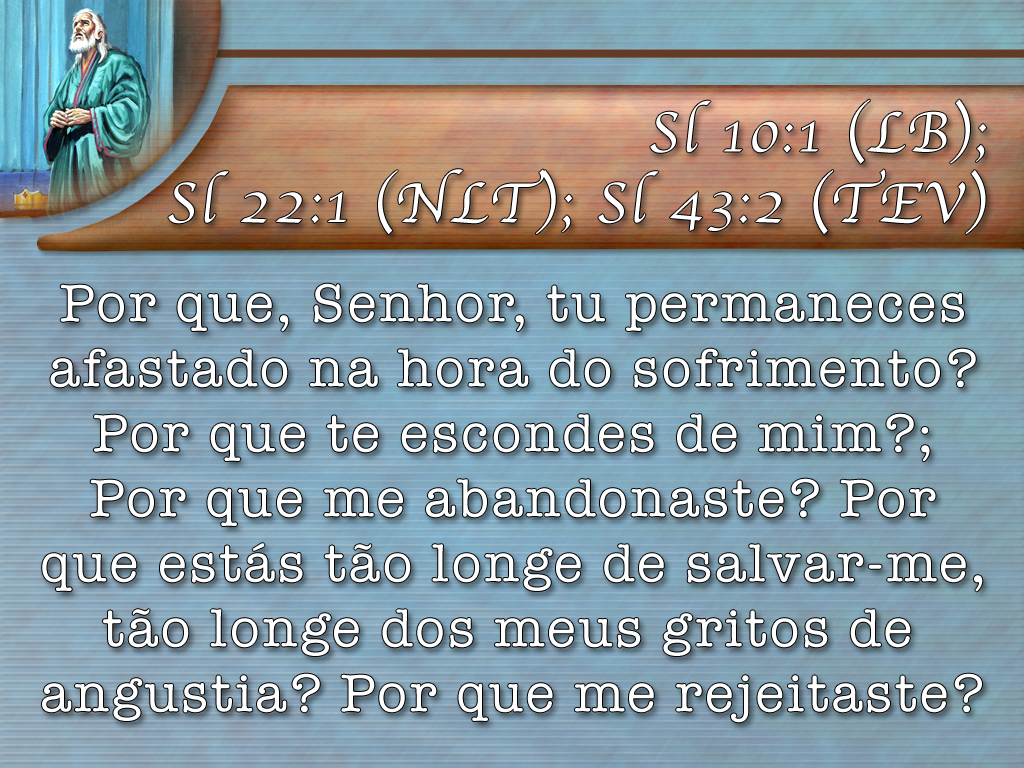 Sl 10:1 (LB);
Sl 22:1 (NLT); Sl 43:2 (TEV)
Por que, Senhor, tu permaneces
afastado na hora do sofrimento?
Por que te escondes de mim?;
Por que me abandonaste? Por
que estás tão longe de salvar-me,
tão longe dos meus gritos de
angustia? Por que me rejeitaste?